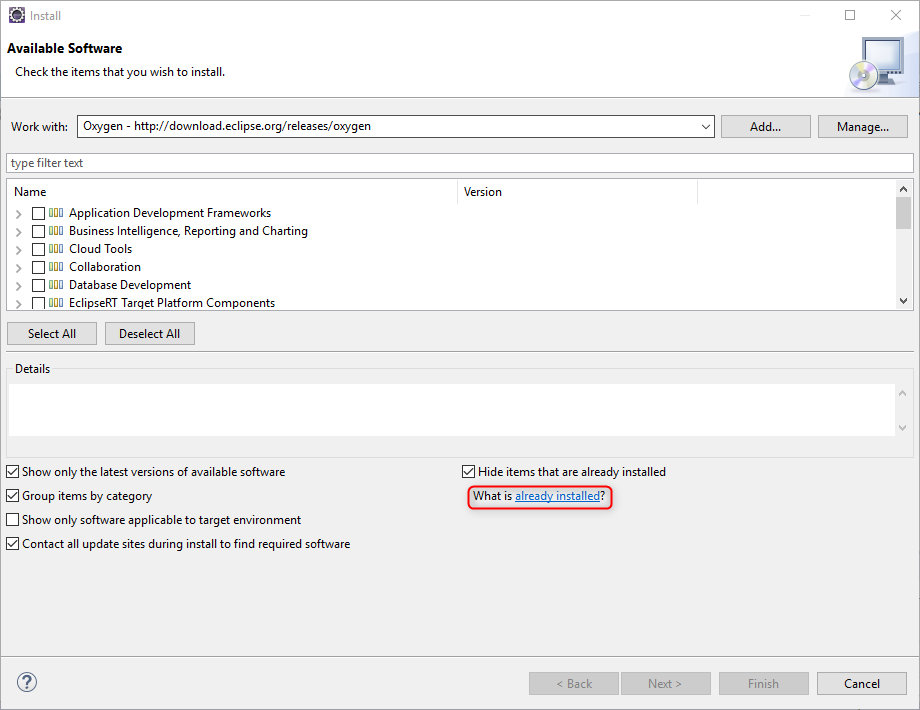 Install
Available Software
Check the items that you wish to install.
Work with: Oxygen - http://download.eclipse.org/releases/oxygen Add... Manage...
type filter text
Name Version
Application Development Frameworks
Business Intelligence, Reporting and Charting
Cloud Tools
Collaboration
Database Development
EclipseRT Target Platform Components
Select All Deselect All
Details
Show only the latest versions of available software Hide items that are already installed
Group items by category What is already installed?
Show only software applicable to target environment
Contact all update sites during install to find required software
? < Back Next > Finish Cancel